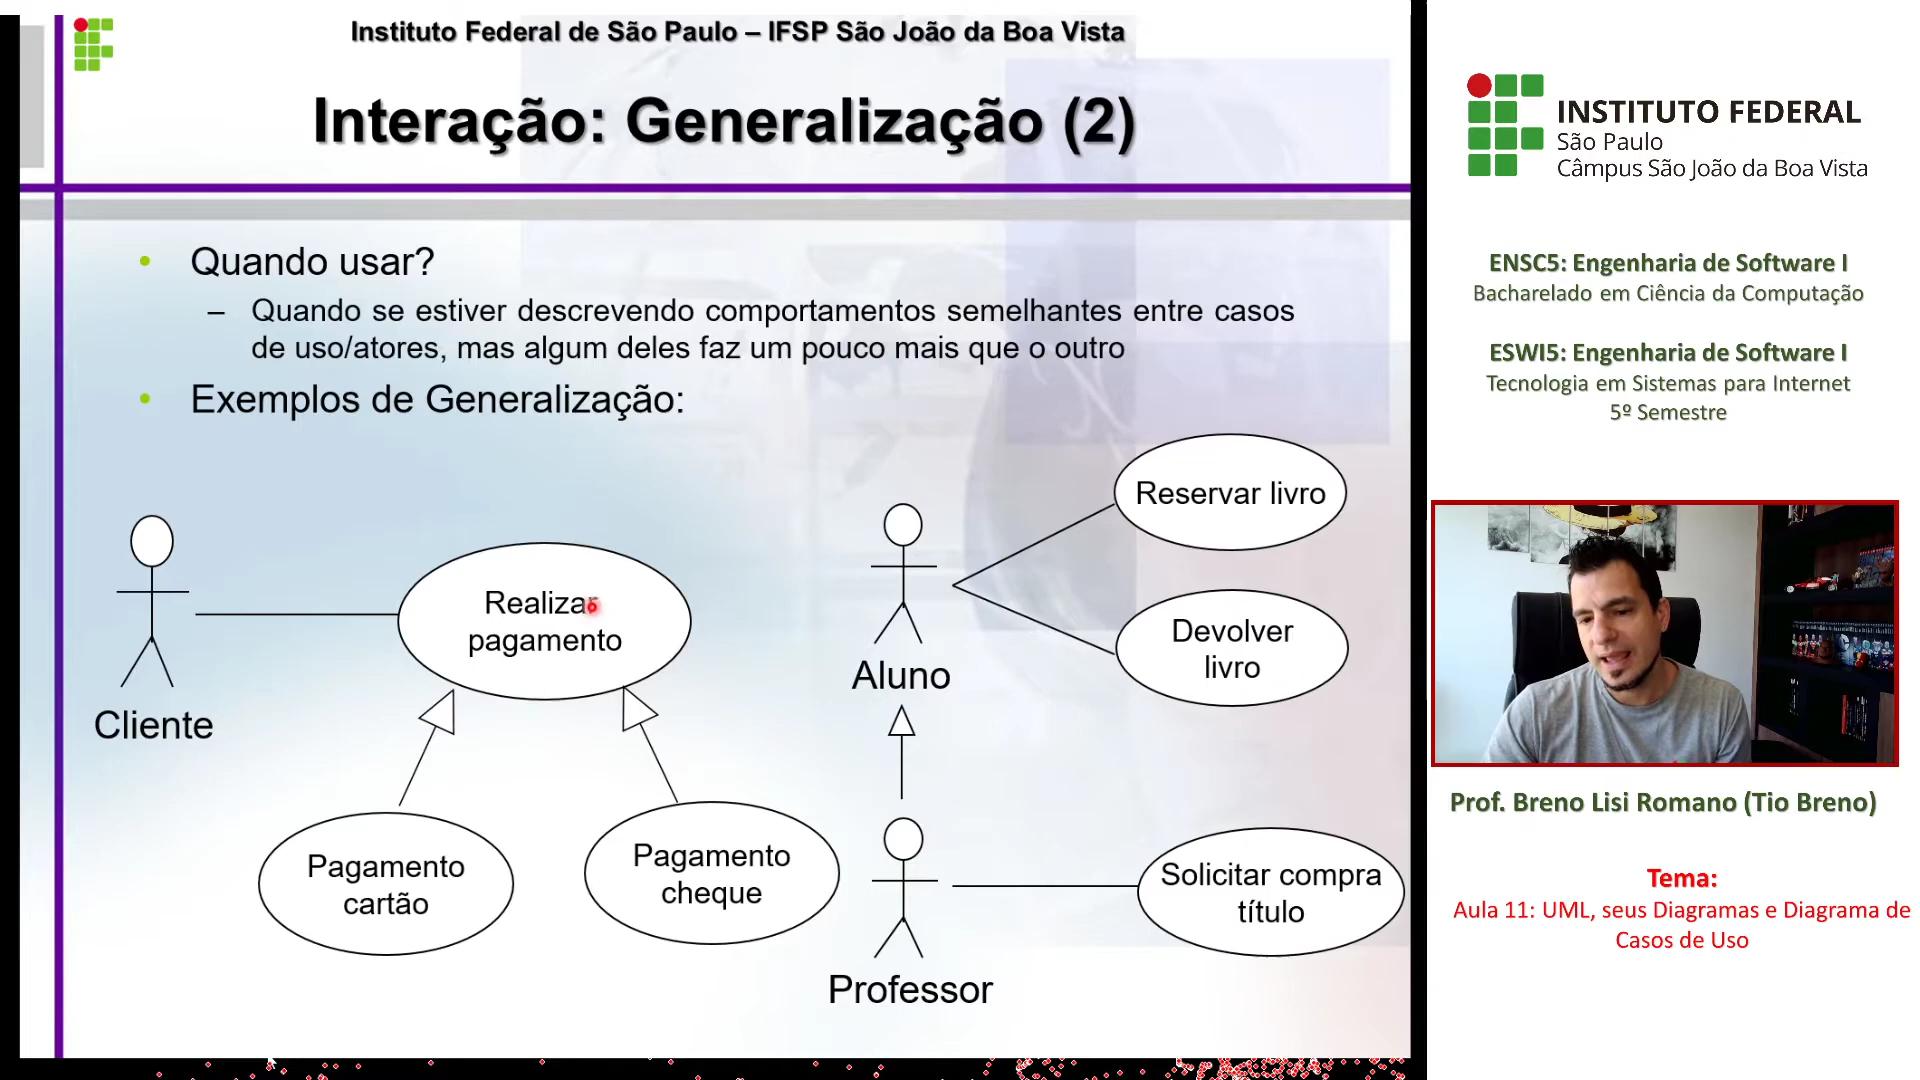 Instituto Federal de São Paulo – IFSP São João da Boa Vista
Interação: Generalização (2)
• Quando usar?
– Quando se estiver descrevendo comportamentos semelhantes entre casos
de uso/atores, mas algum deles faz um pouco mais que o outro
• Exemplos de Generalização:
Cliente
Realizar
pagamento
Pagamento
cartão
Pagamento
cheque
Aluno
Reservar livro
Devolver
livro
Professor
Solicitar compra
título
INSTITUTO FEDERAL
São Paulo
Câmpus São João da Boa Vista
ENSC5: Engenharia de Software I
Bacharelado em Ciência da Computação
ESWI5: Engenharia de Software I
Tecnologia em Sistemas para Internet
5º Semestre
Prof. Breno Lisi Romano (Tio Breno)
Tema:
Aula 11: UML, seus Diagramas e Diagrama de
Casos de Uso